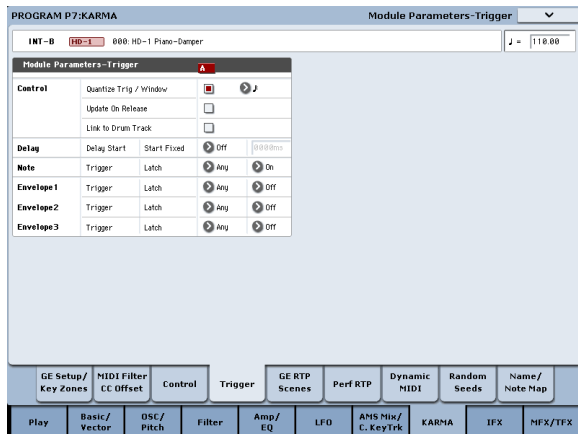 PROGRAM P7:KARMA Module Parameters-Trigger
INT-B HD-1 000: HD-1 Piano-Damper ♩ = 110.00
Module Parameters-Trigger A
Control Quantize Trig / Window ♪
Update On Release
Link to Drum Track
Delay Delay Start Start Fixed Off 0000ms
Note Trigger Latch Any On
Envelope1 Trigger Latch Any Off
Envelope2 Trigger Latch Any Off
Envelope3 Trigger Latch Any Off
GE Setup/ MIDI Filter Control Trigger GE RTP Perf RTP Dynamic Random Name/
Key Zones CC Offset Scenes MIDI Seeds Note Map
Play Basic/ OSC/ Filter Amp/ LFO AMS Mix/ KARMA IFX MFX/TFX
Vector Pitch EQ C. KeyTrk